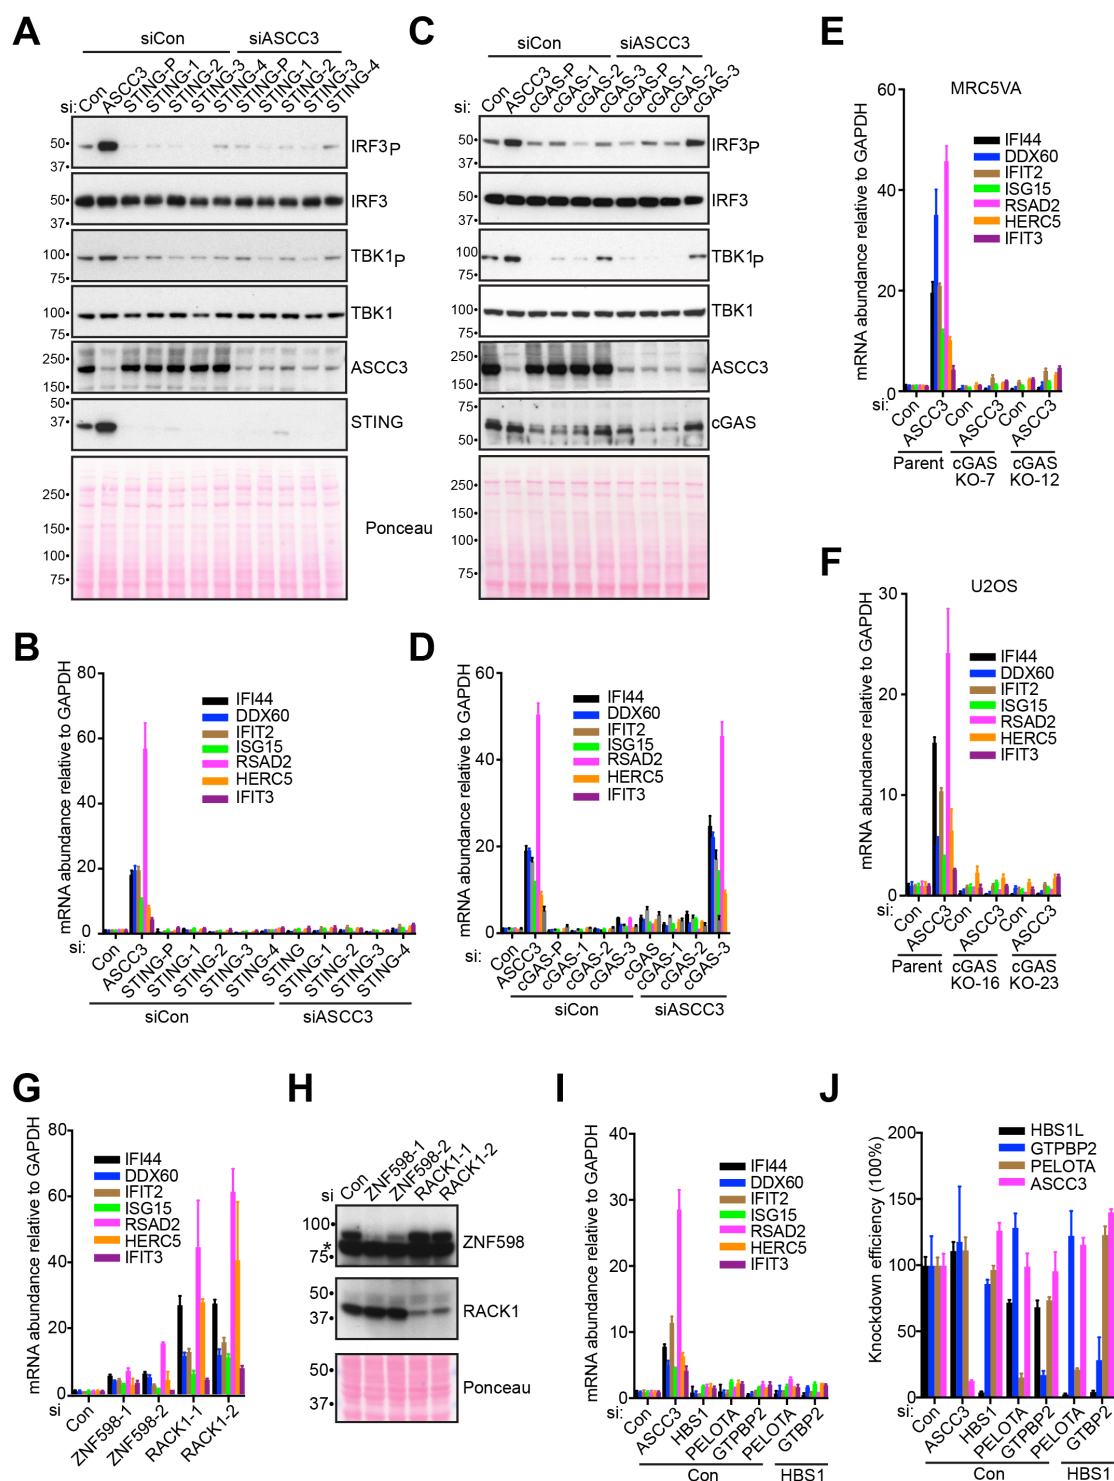 A
siCon
siASCC3
si:
Con
ASCC3
STING-P
STING-1
STING-2
STING-3
STING-4
STING-P
STING-1
STING-2
STING-3
STING-4
50
37
IRF3P
50
37
IRF3
100
75
TBK1P
100
75
TBK1
250
150
ASCC3
50
37
STING
250
150
100
75
Ponceau
C
siCon
siASCC3
si:
Con
ASCC3
cGAS-P
cGAS-1
cGAS-2
cGAS-3
cGAS-P
cGAS-1
cGAS-2
cGAS-3
50
37
IRF3P
50
37
IRF3
100
75
TBK1P
100
75
TBK1
250
150
ASCC3
75
50
cGAS
250
150
100
75
E
MRC5VA
mRNA abundance relative to GAPDH
60
40
20
0
IFI44
DDX60
IFIT2
ISG15
RSAD2
HERC5
IFIT3
si:
Con
ASCC3
Con
ASCC3
Con
ASCC3
Parent
cGAS
KO-7
cGAS
KO-12
F
U2OS
mRNA abundance relative to GAPDH
30
20
10
0
IFI44
DDX60
IFIT2
ISG15
RSAD2
HERC5
IFIT3
si:
Con
ASCC3
Con
ASCC3
Con
ASCC3
Parent
cGAS
KO-16
cGAS
KO-23
B
mRNA abundance relative to GAPDH
80
60
40
20
0
IFI44
DDX60
IFIT2
ISG15
RSAD2
HERC5
IFIT3
si:
Con
ASCC3
STING-P
STING-1
STING-2
STING-3
STING-4
STING
STING-1
STING-2
STING-3
STING-4
siCon
siASCC3
D
mRNA abundance relative to GAPDH
60
40
20
0
IFI44
DDX60
IFIT2
ISG15
RSAD2
HERC5
IFIT3
si:
Con
ASCC3
cGAS-P
cGAS-1
cGAS-2
cGAS-3
cGAS
cGAS-1
cGAS-2
cGAS-3
siCon
siASCC3
G
mRNA abundance relative to GAPDH
80
60
40
20
0
IFI44
DDX60
IFIT2
ISG15
RSAD2
HERC5
IFIT3
si
Con
ZNF598-1
ZNF598-2
RACK1-1
RACK1-2
H
si
Con
ZNF598-1
ZNF598-2
RACK1-1
RACK1-2
100
*
75
ZNF598
50
37
RACK1
50
37
Ponceau
I
mRNA abundance relative to GAPDH
40
30
20
10
0
IFI44
DDX60
IFIT2
ISG15
RSAD2
HERC5
IFIT3
si:
Con
ASCC3
HBS1
PELOTA
GTPBP2
PELOTA
GTBP2
Con
HBS1
J
Knockdown efficiency (100%)
200
150
100
50
0
HBS1L
GTPBP2
PELOTA
ASCC3
si:
Con
ASCC3
HBS1
PELOTA
GTPBP2
PELOTA
GTBP2
Con
HBS1